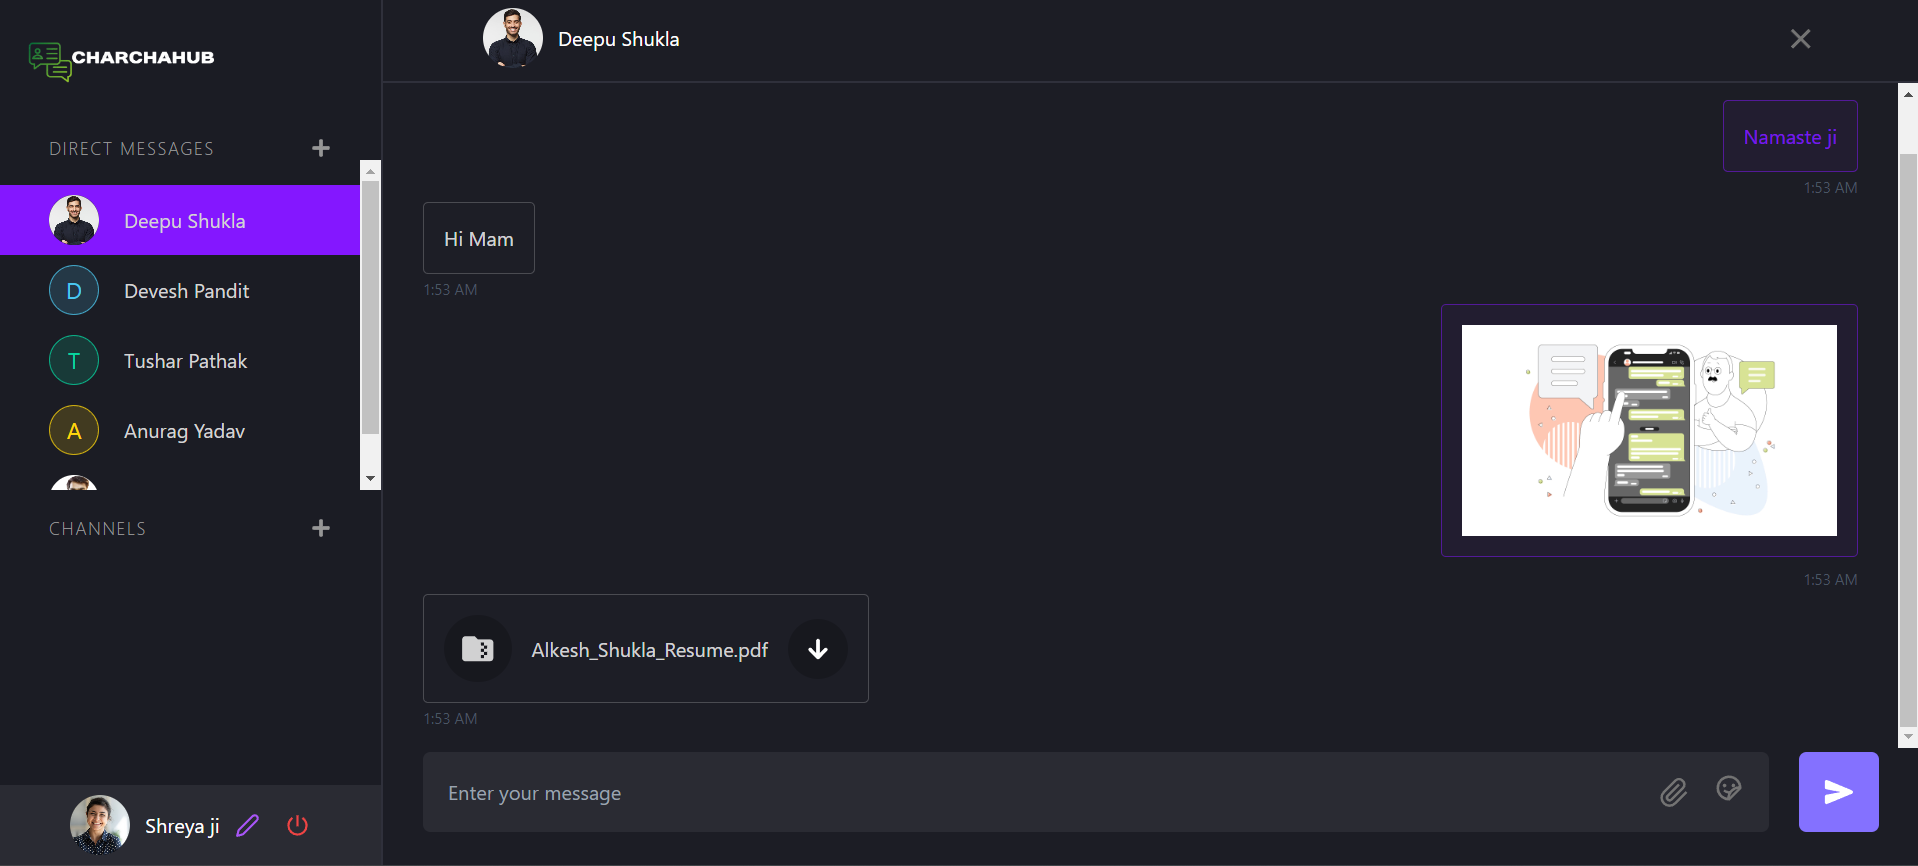 CHARCHAHUB
DIRECT MESSAGES
Deepu Shukla
D Devesh Pandit
T Tushar Pathak
A Anurag Yadav
CHANNELS
Shreya ji
Deepu Shukla
Namaste ji
1:53 AM
Hi Mam
1:53 AM
1:53 AM
Alkesh_Shukla_Resume.pdf
1:53 AM
Enter your message